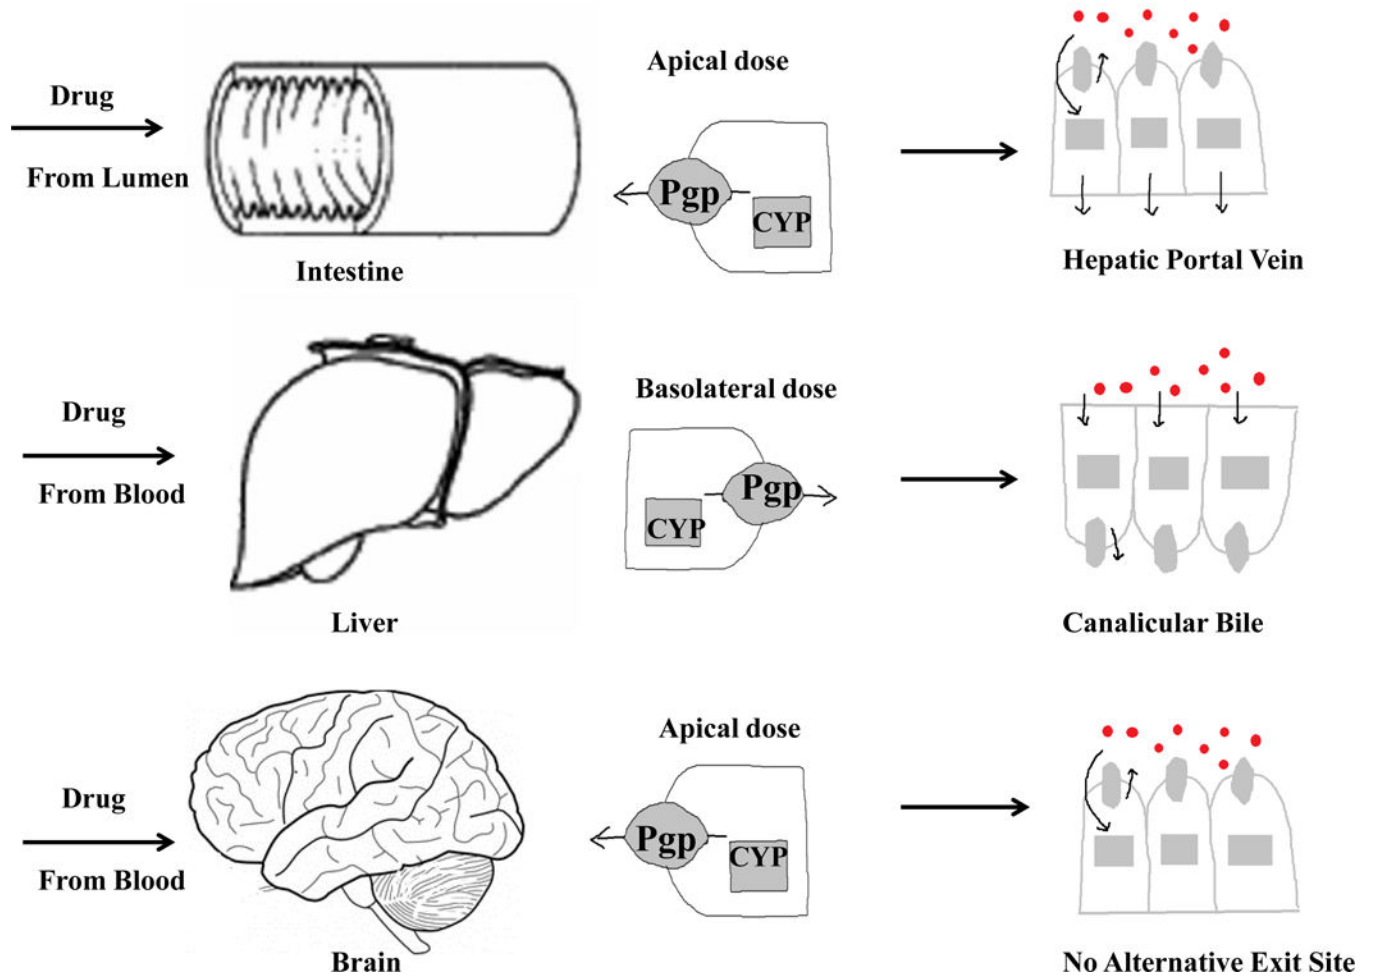 Drug
From Lumen
Intestine
Apical dose
Pgp
CYP
Hepatic Portal Vein
Drug
From Blood
Liver
Basolateral dose
CYP
Pgp
Canalicular Bile
Drug
From Blood
Brain
Apical dose
Pgp
CYP
No Alternative Exit Site